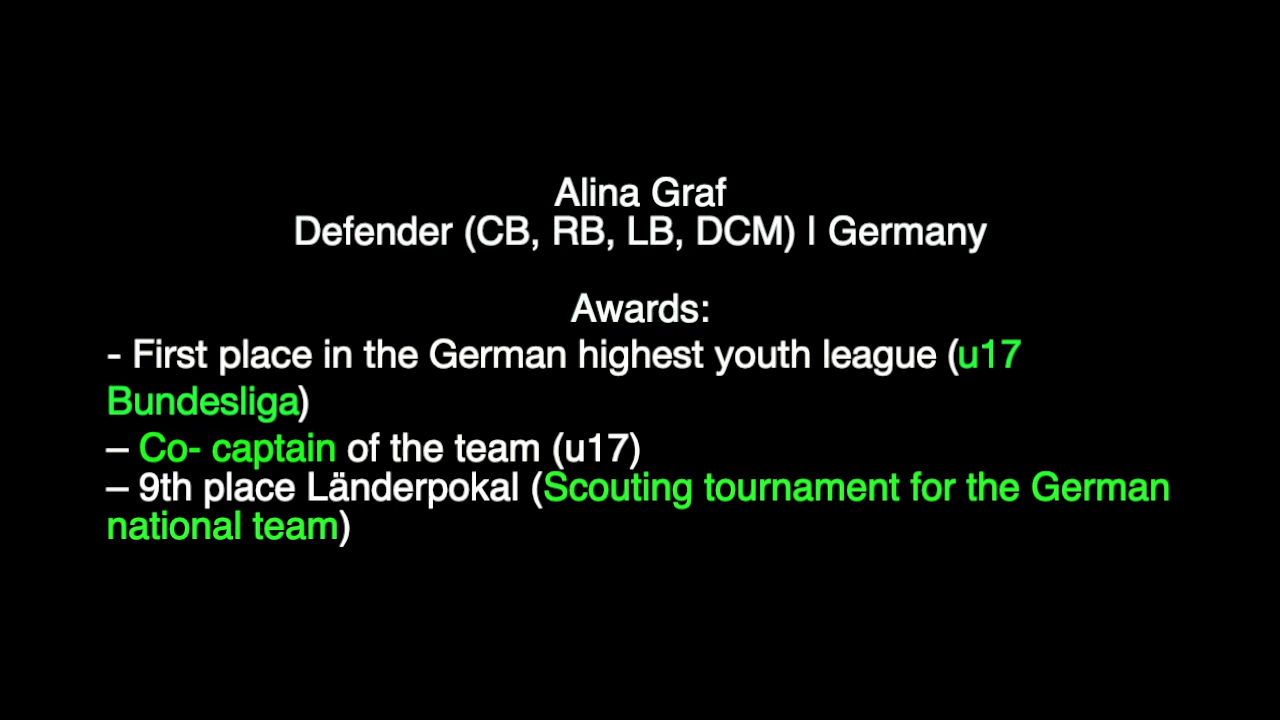 Alina Graf
Defender (CB, RB, LB, DCM) | Germany
Awards:
- First place in the German highest youth league (u17
Bundesliga)
– Co- captain of the team (u17)
– 9th place Länderpokal (Scouting tournament for the German
national team)